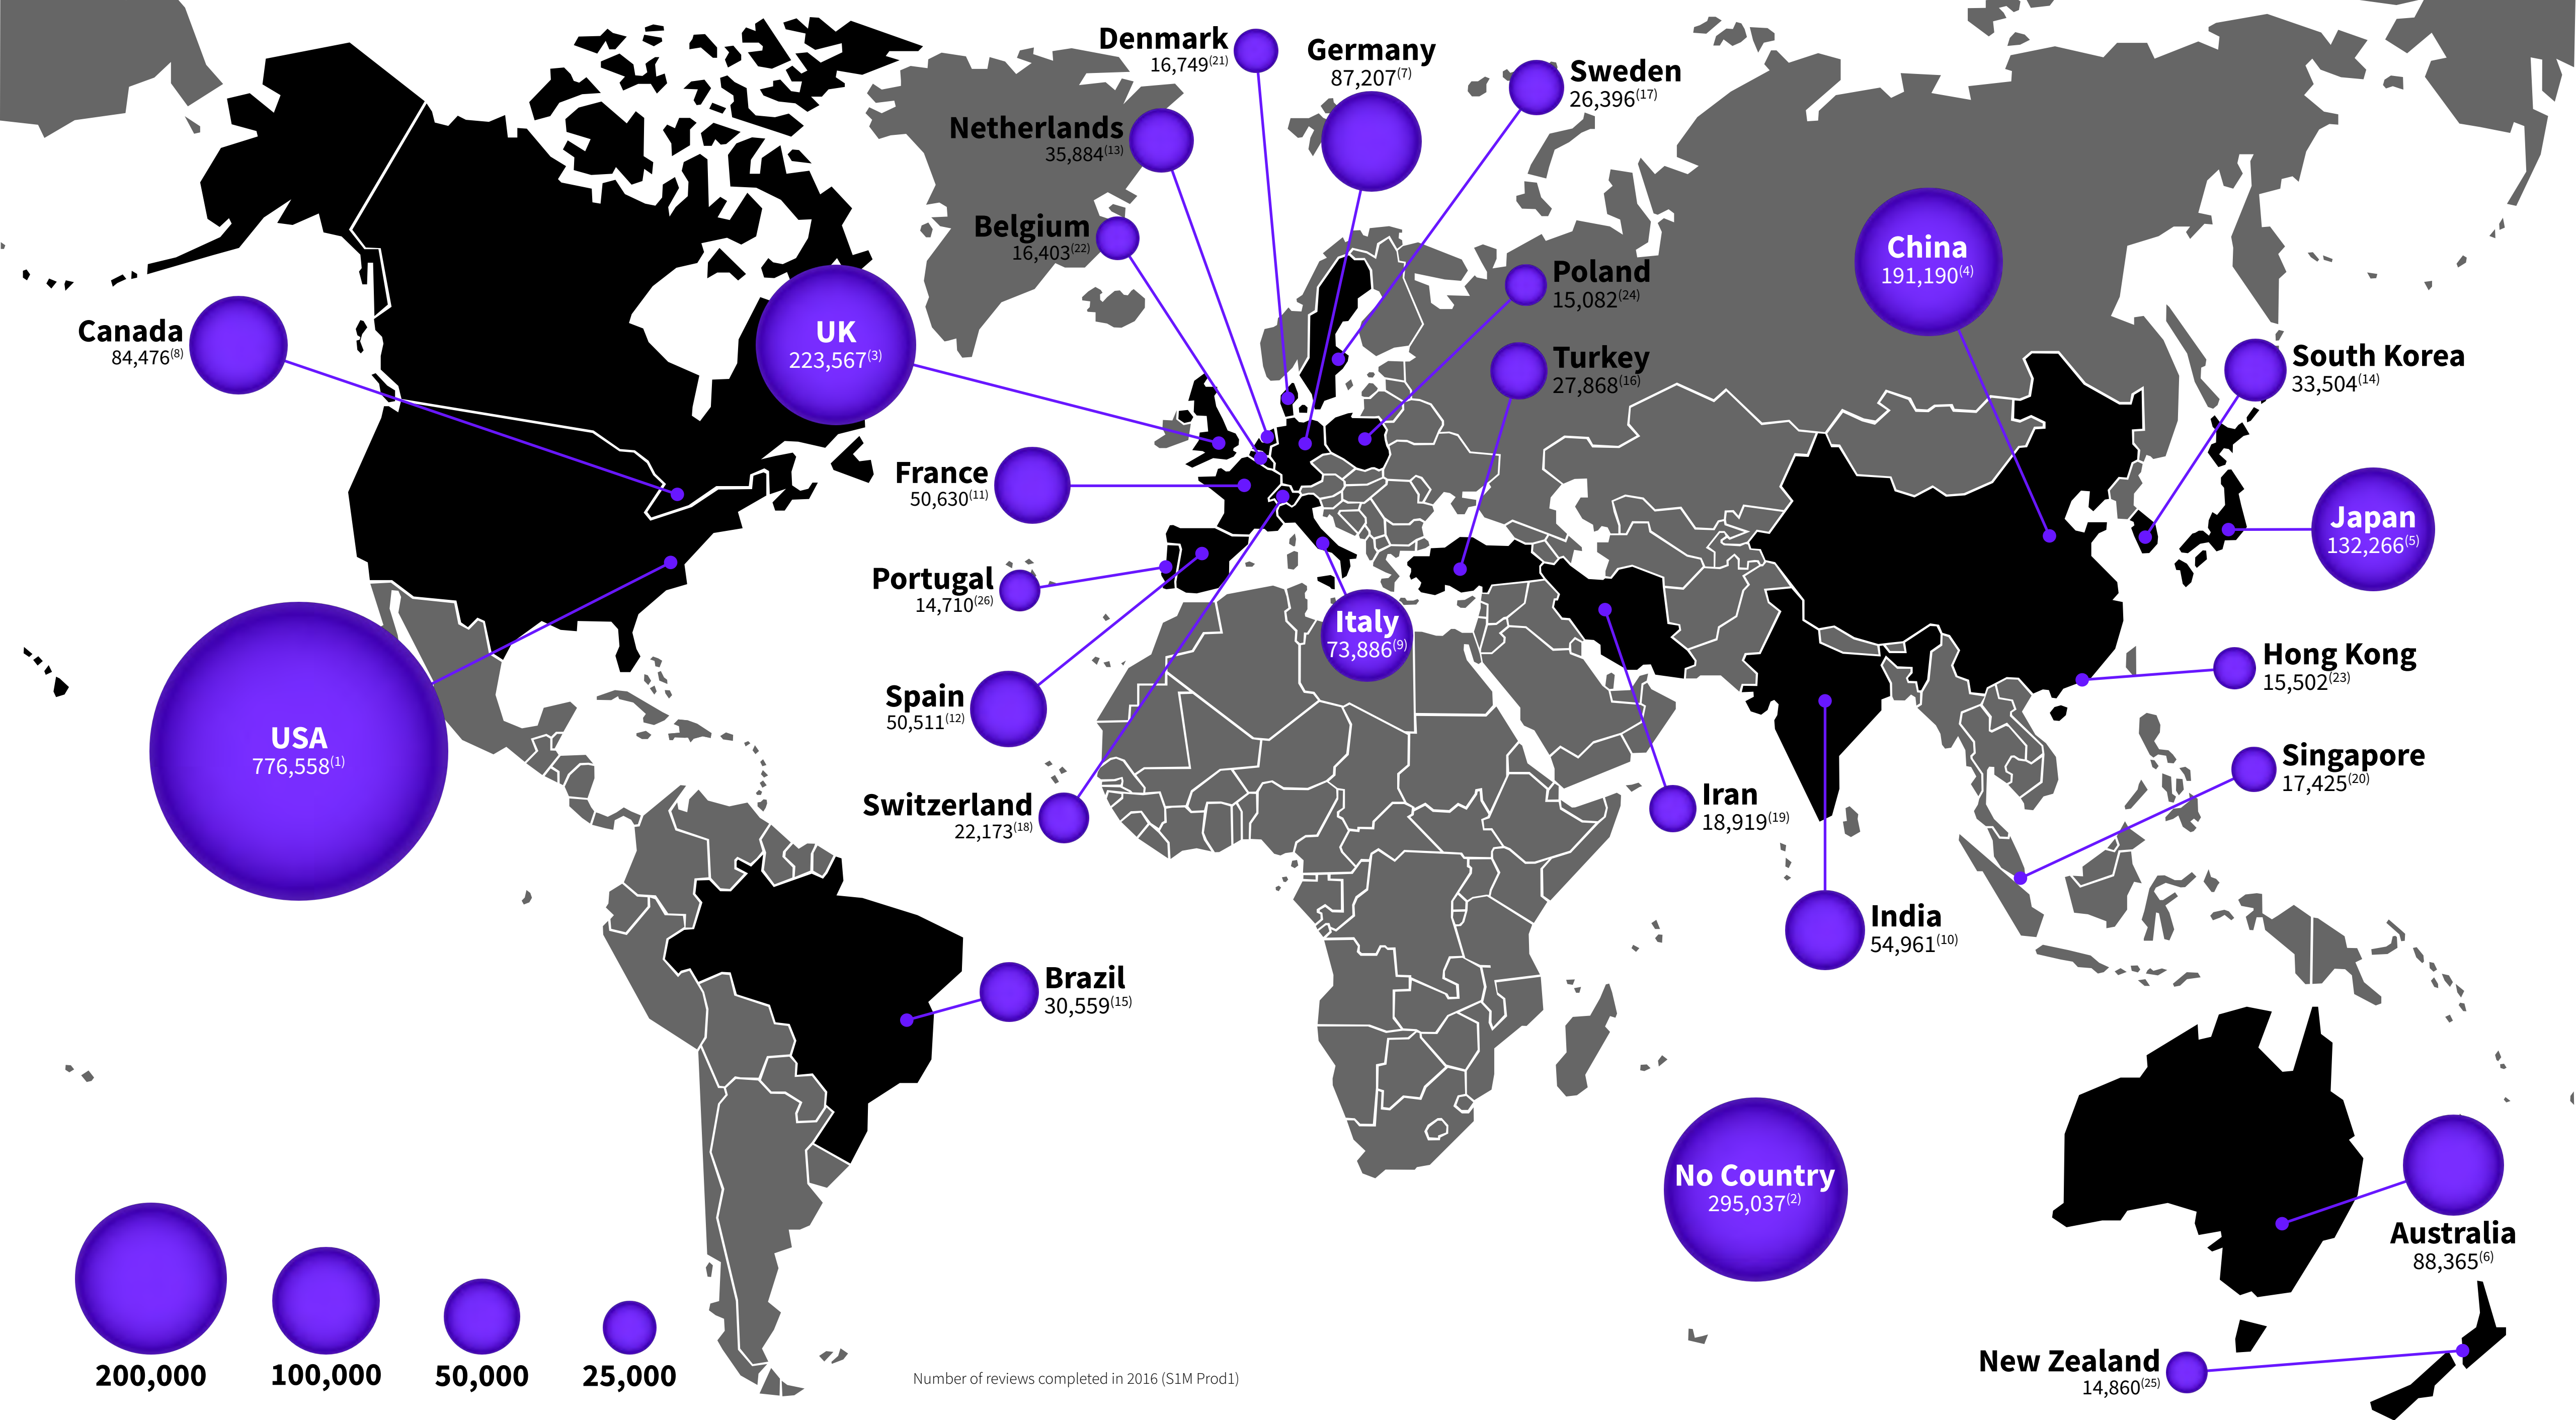 Denmark
16,749(21)
Germany
87,207(7)
Sweden
26,396(17)
Netherlands
35,884(13)
Belgium
16,403(22)
Poland
15,082(24)
China
191,190(4)
Canada
84,476(8)
UK
223,567(3)
Turkey
27,868(16)
South Korea
33,504(14)
France
50,630(11)
Japan
132,266(5)
Portugal
14,710(26)
Italy
73,886(9)
Hong Kong
15,502(23)
Spain
50,511(12)
USA
776,558(1)
Singapore
17,425(20)
Switzerland
22,173(18)
Iran
18,919(19)
India
54,961(10)
Brazil
30,559(15)
No Country
295,037(2)
Australia
88,365(6)
New Zealand
14,860(25)
200,000
100,000
50,000
25,000
Number of reviews completed in 2016 (S1M Prod1)